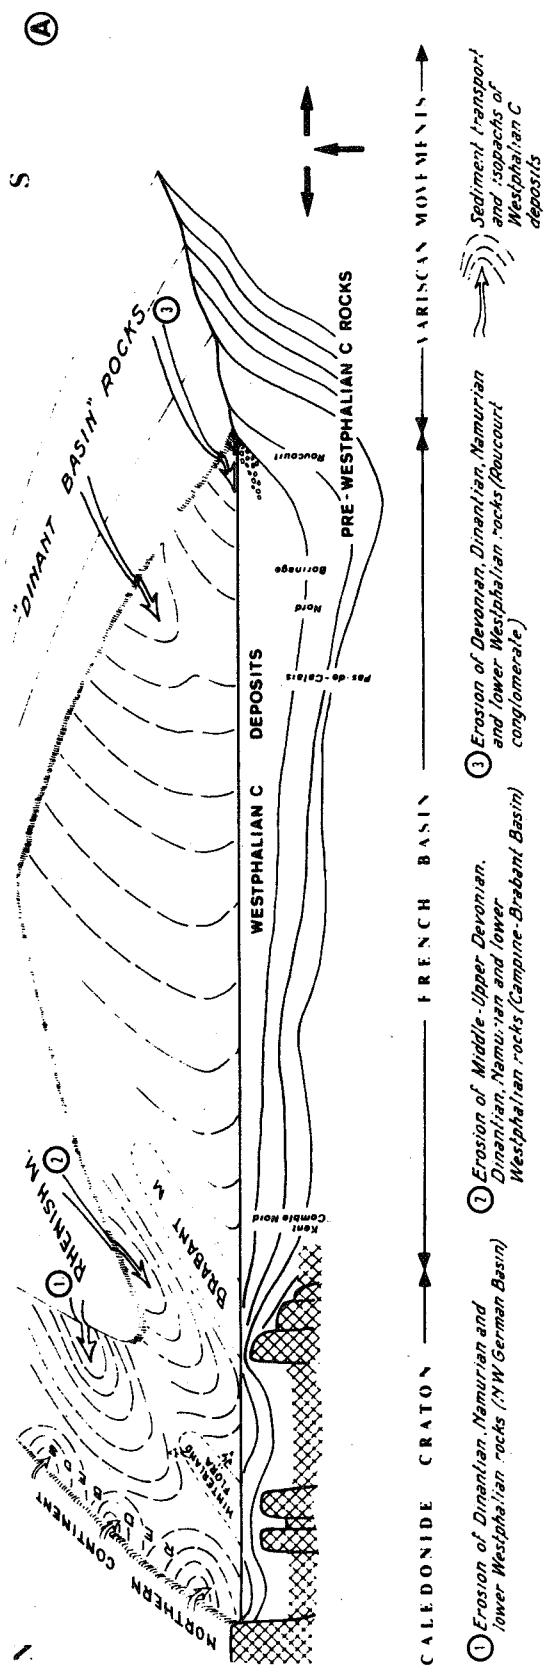 A
S
"DINANT BASIN" ROCKS
3
RHENISH M.
1
2
BRABANT M
NORTHERN CONTINENT
RED BEDS
HINTERLAND
FLORA
WESTPHALIAN C DEPOSITS
PRE-WESTPHALIAN C ROCKS
Kent
Comble Nord
Pas-de-Calais
Nord
Borinage
Roucourt
CALEDONIDE CRATON
FRENCH BASIN
VARISCAN MOVEMENTS
1 Erosion of Dinantian, Namurian and
lower Westphalian rocks (NW German Basin)
2 Erosion of Middle-Upper Devonian.
Dinantian, Namurian and lower
Westphalian rocks (Campine-Brabant Basin)
3 Erosion of Devonian, Dinantian, Namurian
and lower Westphalian rocks (Roucourt
conglomerate)
Sediment transport
and isopachs of
Westphalian C
deposits